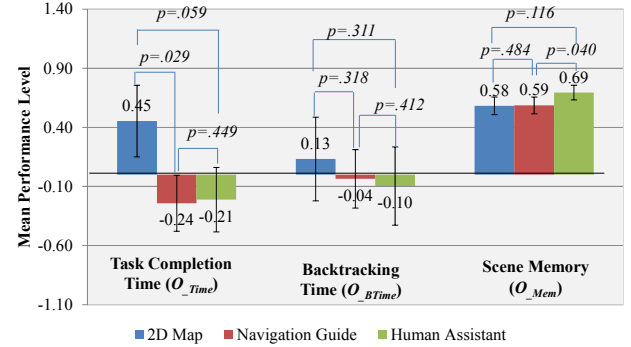 1.40
0.90
0.40
-0.10
-0.60
-1.10
Mean Performance Level
p=.059
p=.029
p=.449
0.45
-0.24
-0.21
p=.311
p=.318
p=.412
0.13
-0.04
-0.10
p=.116
p=.484
p=.040
0.58
0.59
0.69
Task Completion
Time (O_Time)
Backtracking
Time (O_BTime)
Scene Memory
(O_Mem)
2D Map
Navigation Guide
Human Assistant